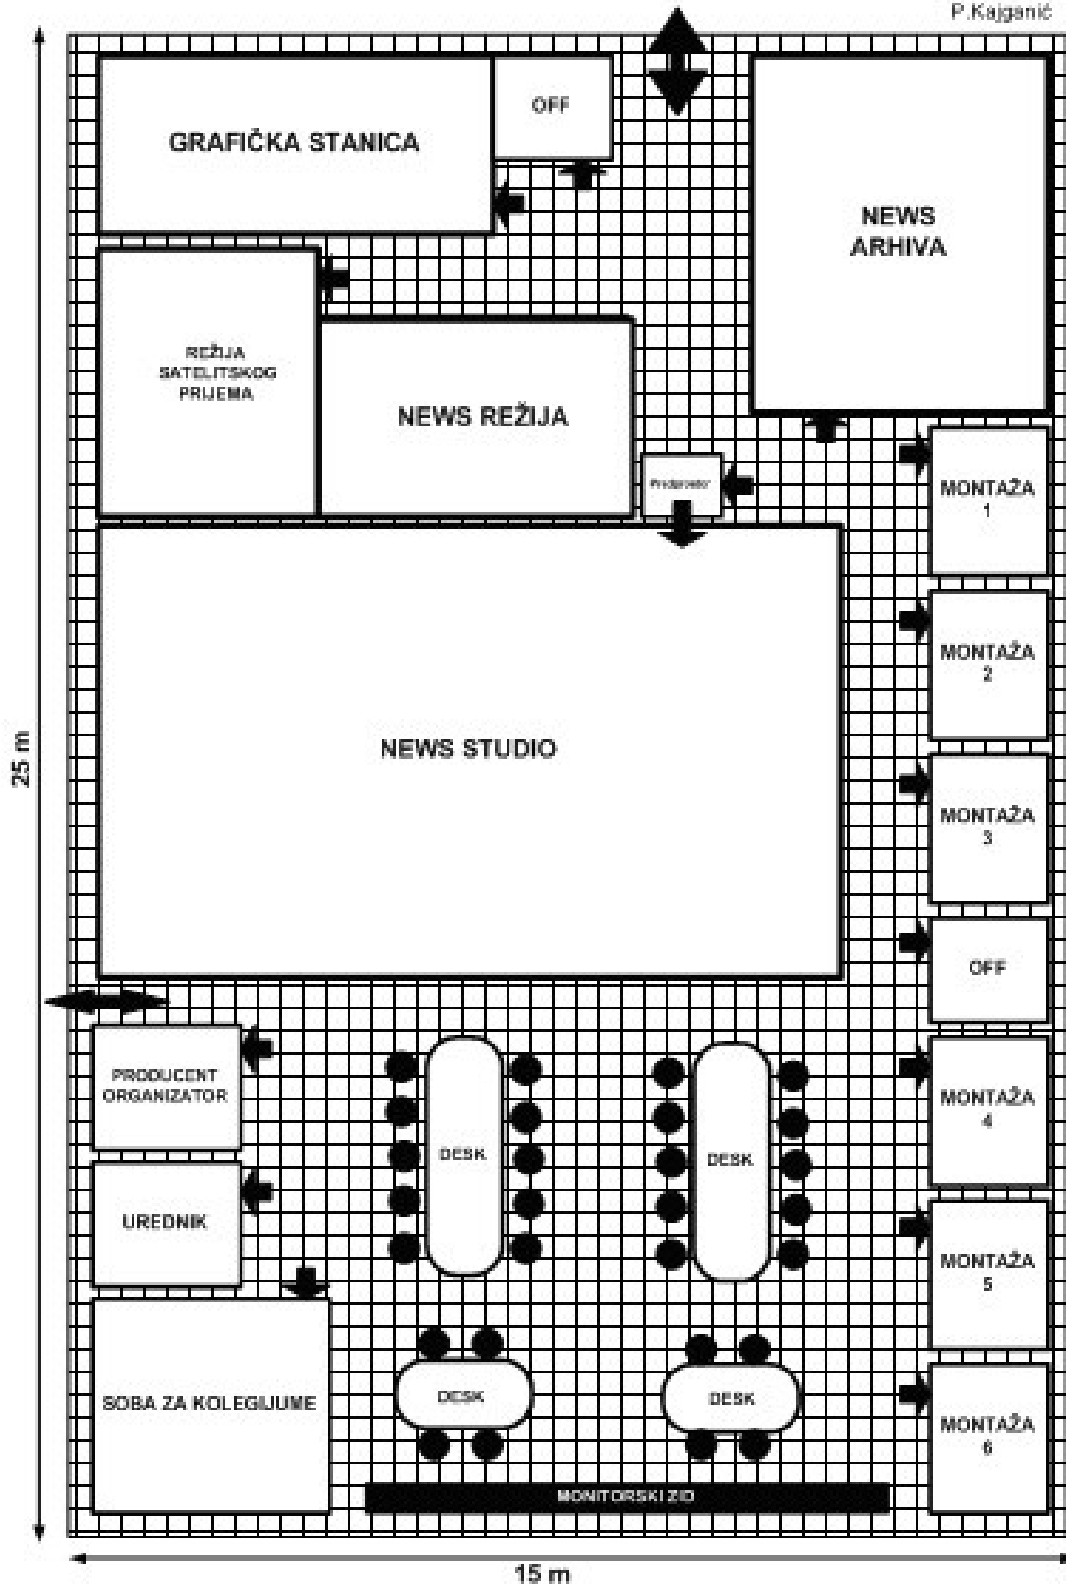 P.Kajganić
GRAFIČKA STANICA
OFF
NEWS
ARHIVA
REŽIJA
SATELITSKOG
PRIJEMA
NEWS REŽIJA
Predprostor
MONTAŽA
1
MONTAŽA
2
NEWS STUDIO
25 m
MONTAŽA
3
OFF
PRODUCENT
ORGANIZATOR
DESK
DESK
MONTAŽA
4
UREDNIK
MONTAŽA
5
SOBA ZA KOLEGIJUME
DESK
DESK
MONTAŽA
6
MONITORSKI ZID
15 m